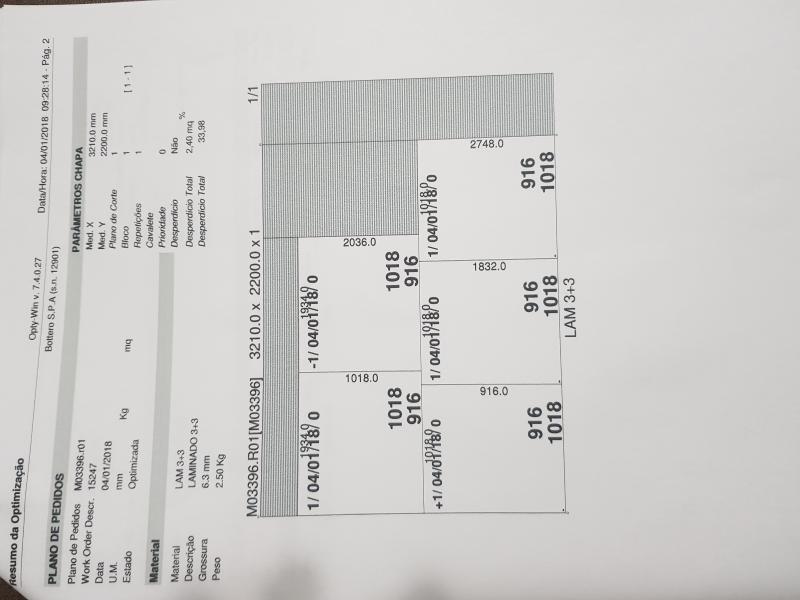 Resumo da Optimização
Opty-Win v. 7.4.0.27
Data/Hora: 04/01/2018 09:28:14 - Pág. 2
Bottero S.P.A (s.n. 12901)
PLANO DE PEDIDOS
Plano de Pedidos M03396.r01
Work Order Descr. 15247
Data 04/01/2018
U.M. mm Kg mq
Estado Optimizada
Material
Material LAM 3+3
Descrição LAMINADO 3+3
Grossura 6.3 mm
Peso 2.50 Kg
PARÂMETROS CHAPA
Med. X 3210.0 mm
Med. Y 2200.0 mm
Plano de Corte 1
Bloco 1 [ 1 - 1 ]
Repetições 1
Cavalete
Prioridade 0
Desperdício Não
Desperdício Total 2,40 mq
Desperdício Total 33,98 %
M03396.R01[M03396] 3210.0 x 2200.0 x 1 1/1
1934.0
1/ 04/01/18/ 0
1018.0
1018
916
1934.0
-1/ 04/01/18/ 0
2036.0
1018
916
1018.0
+1/ 04/01/18/ 0
916.0
916
1018
1018.0
1/ 04/01/18/ 0
1832.0
916
1018
1018.0
1/ 04/01/18/ 0
2748.0
916
1018
LAM 3+3